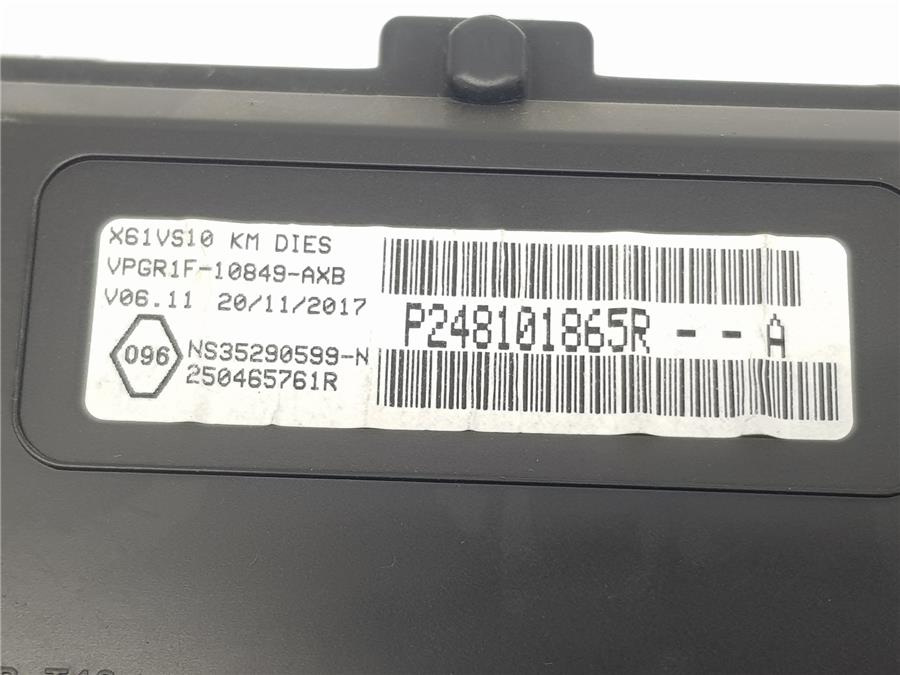 X61VS10 KM DIES
VPGR1F-10849-AXB
V06.11 20/11/2017
096
NS35290599-N
250465761R
P248101865R - - A